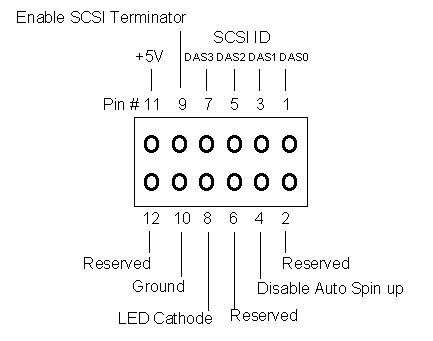 Enable SCSI Terminator
SCSI ID
+5V DAS3 DAS2 DAS1 DAS0
Pin # 11 9 7 5 3 1
12 10 8 6 4 2
Reserved Reserved
Ground Disable Auto Spin up
LED Cathode Reserved